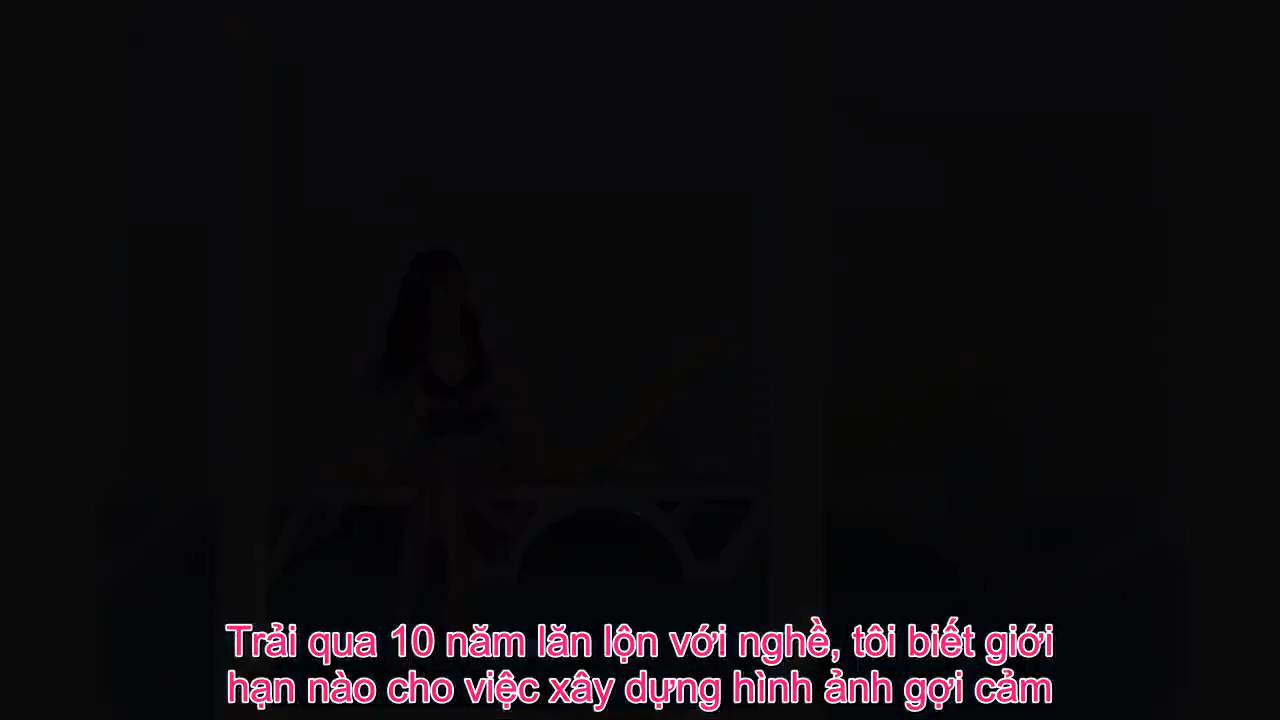 Trải qua 10 năm lăn lộn với nghề, tôi biết giới
hạn nào cho việc xây dựng hình ảnh gợi cảm